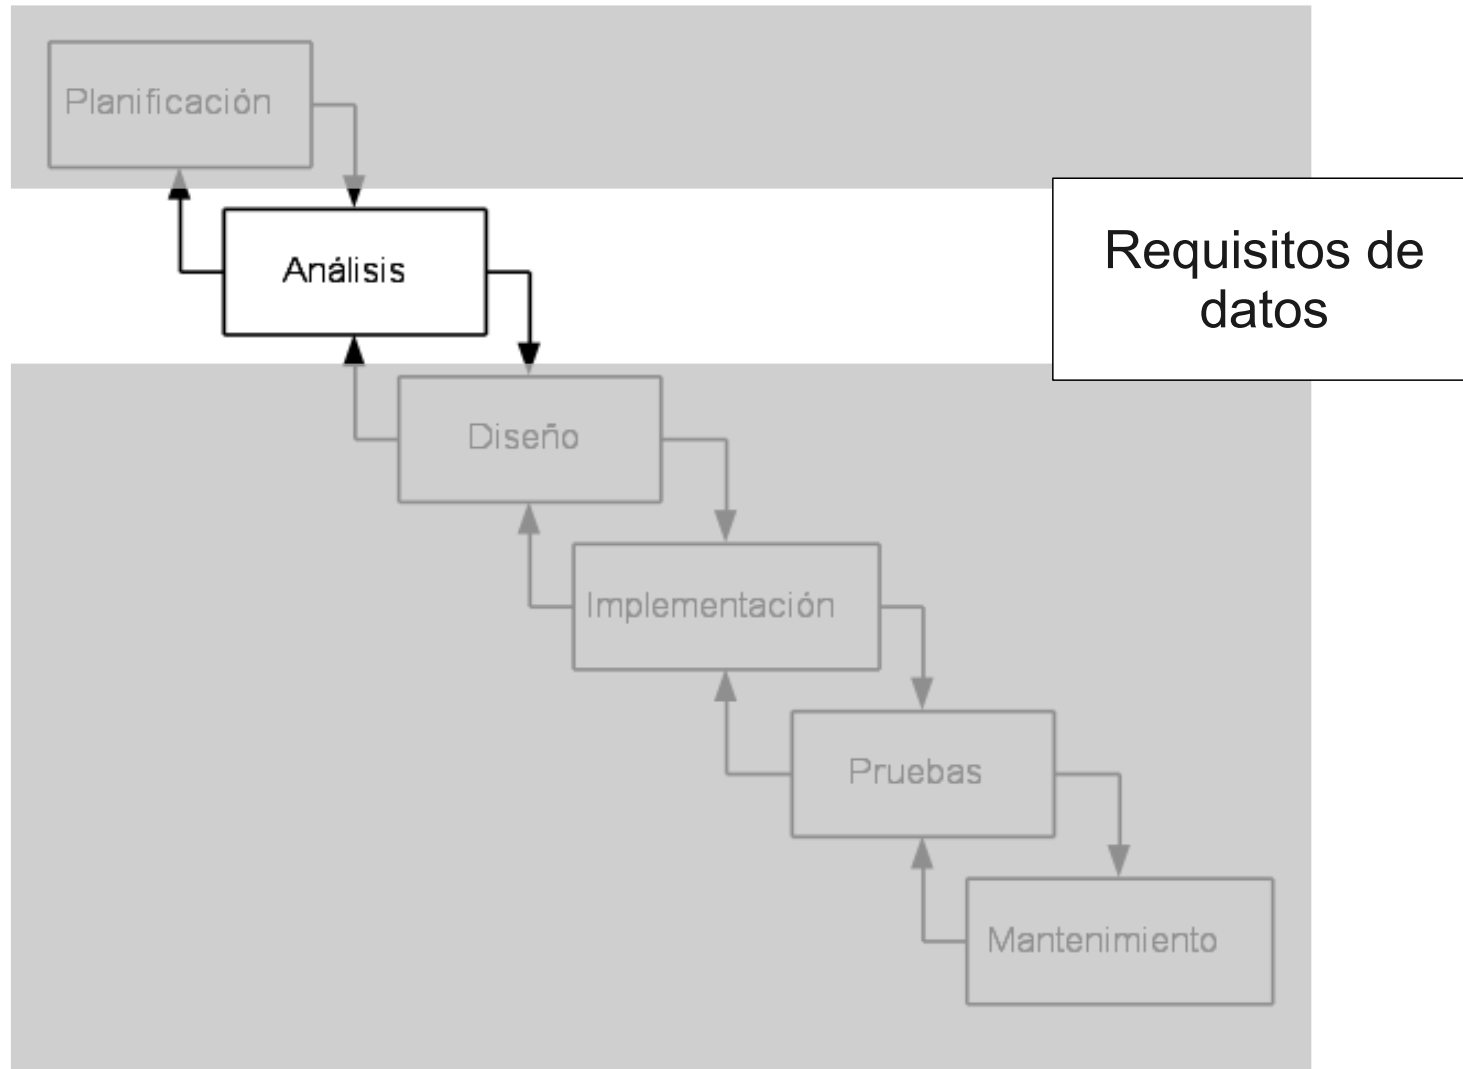 Planificación
Análisis
Requisitos de
datos
Diseño
Implementación
Pruebas
Mantenimiento